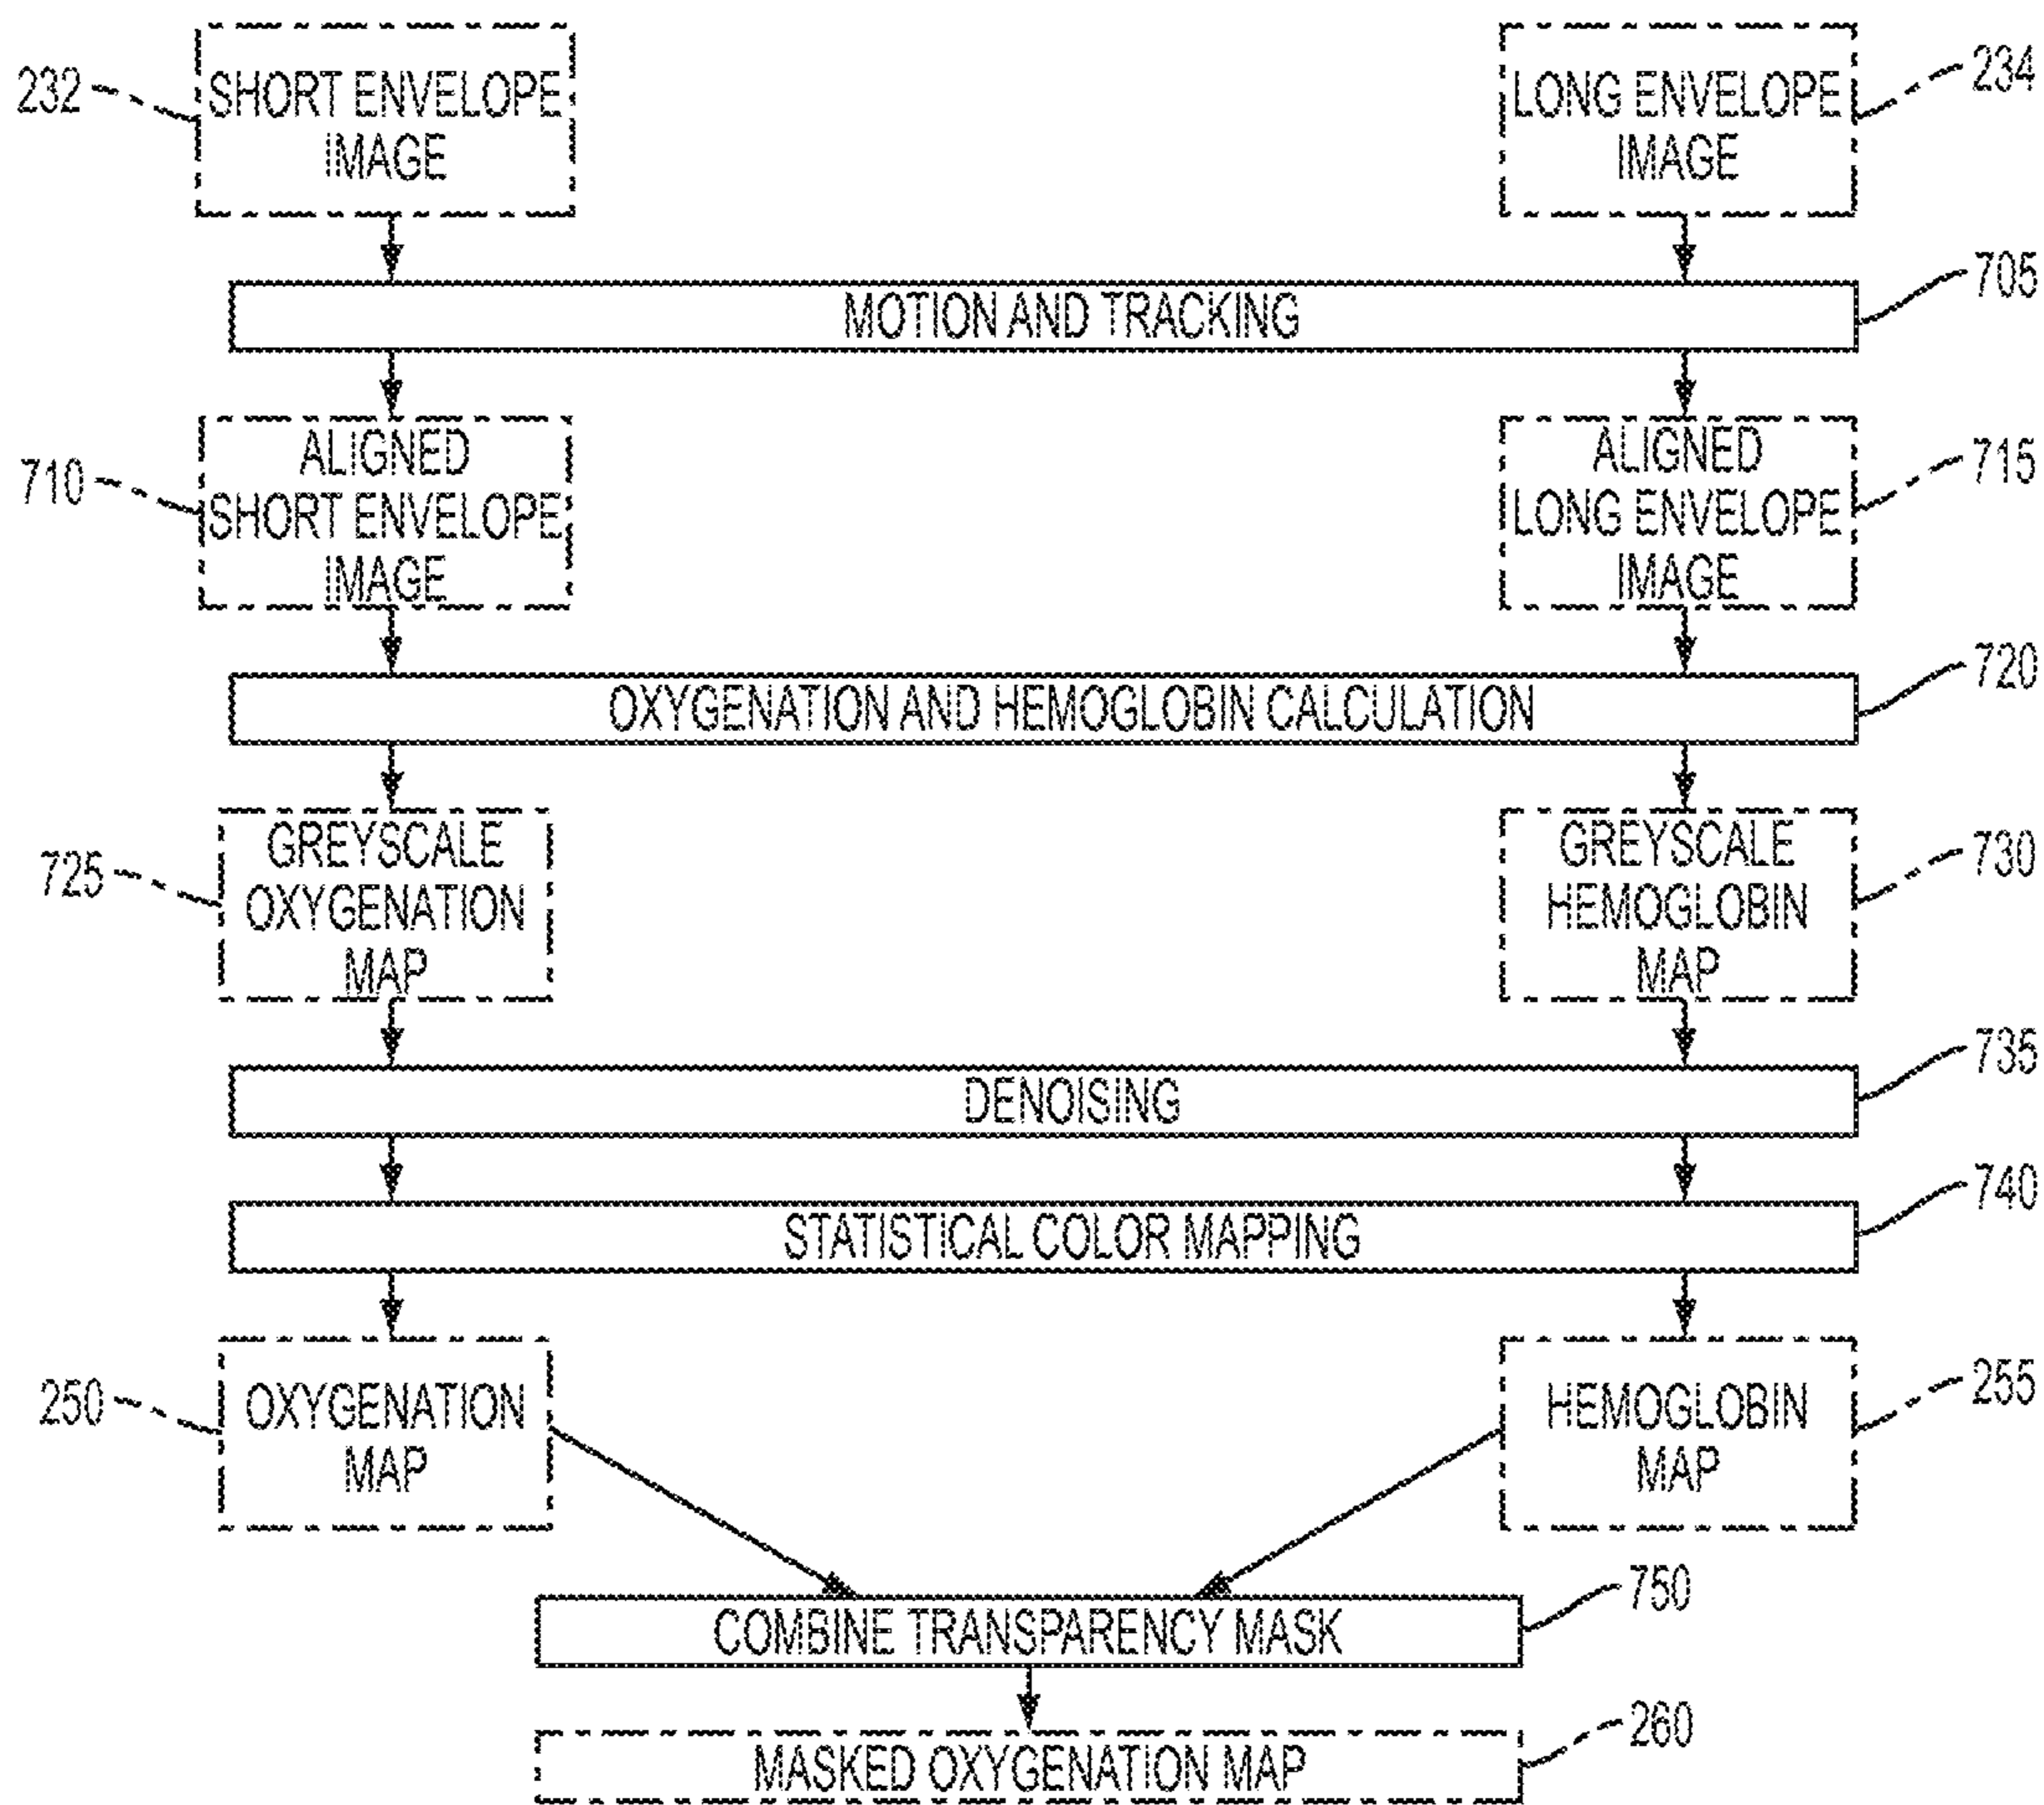 232
SHORT ENVELOPE
IMAGE
LONG ENVELOPE
IMAGE
234
MOTION AND TRACKING
705
710
ALIGNED
SHORT ENVELOPE
IMAGE
ALIGNED
LONG ENVELOPE
IMAGE
715
OXYGENATION AND HEMOGLOBIN CALCULATION
720
725
GREYSCALE
OXYGENATION
MAP
GREYSCALE
HEMOGLOBIN
MAP
730
DENOISING
735
STATISTICAL COLOR MAPPING
740
250
OXYGENATION
MAP
HEMOGLOBIN
MAP
255
COMBINE TRANSPARENCY MASK
750
MASKED OXYGENATION MAP
260